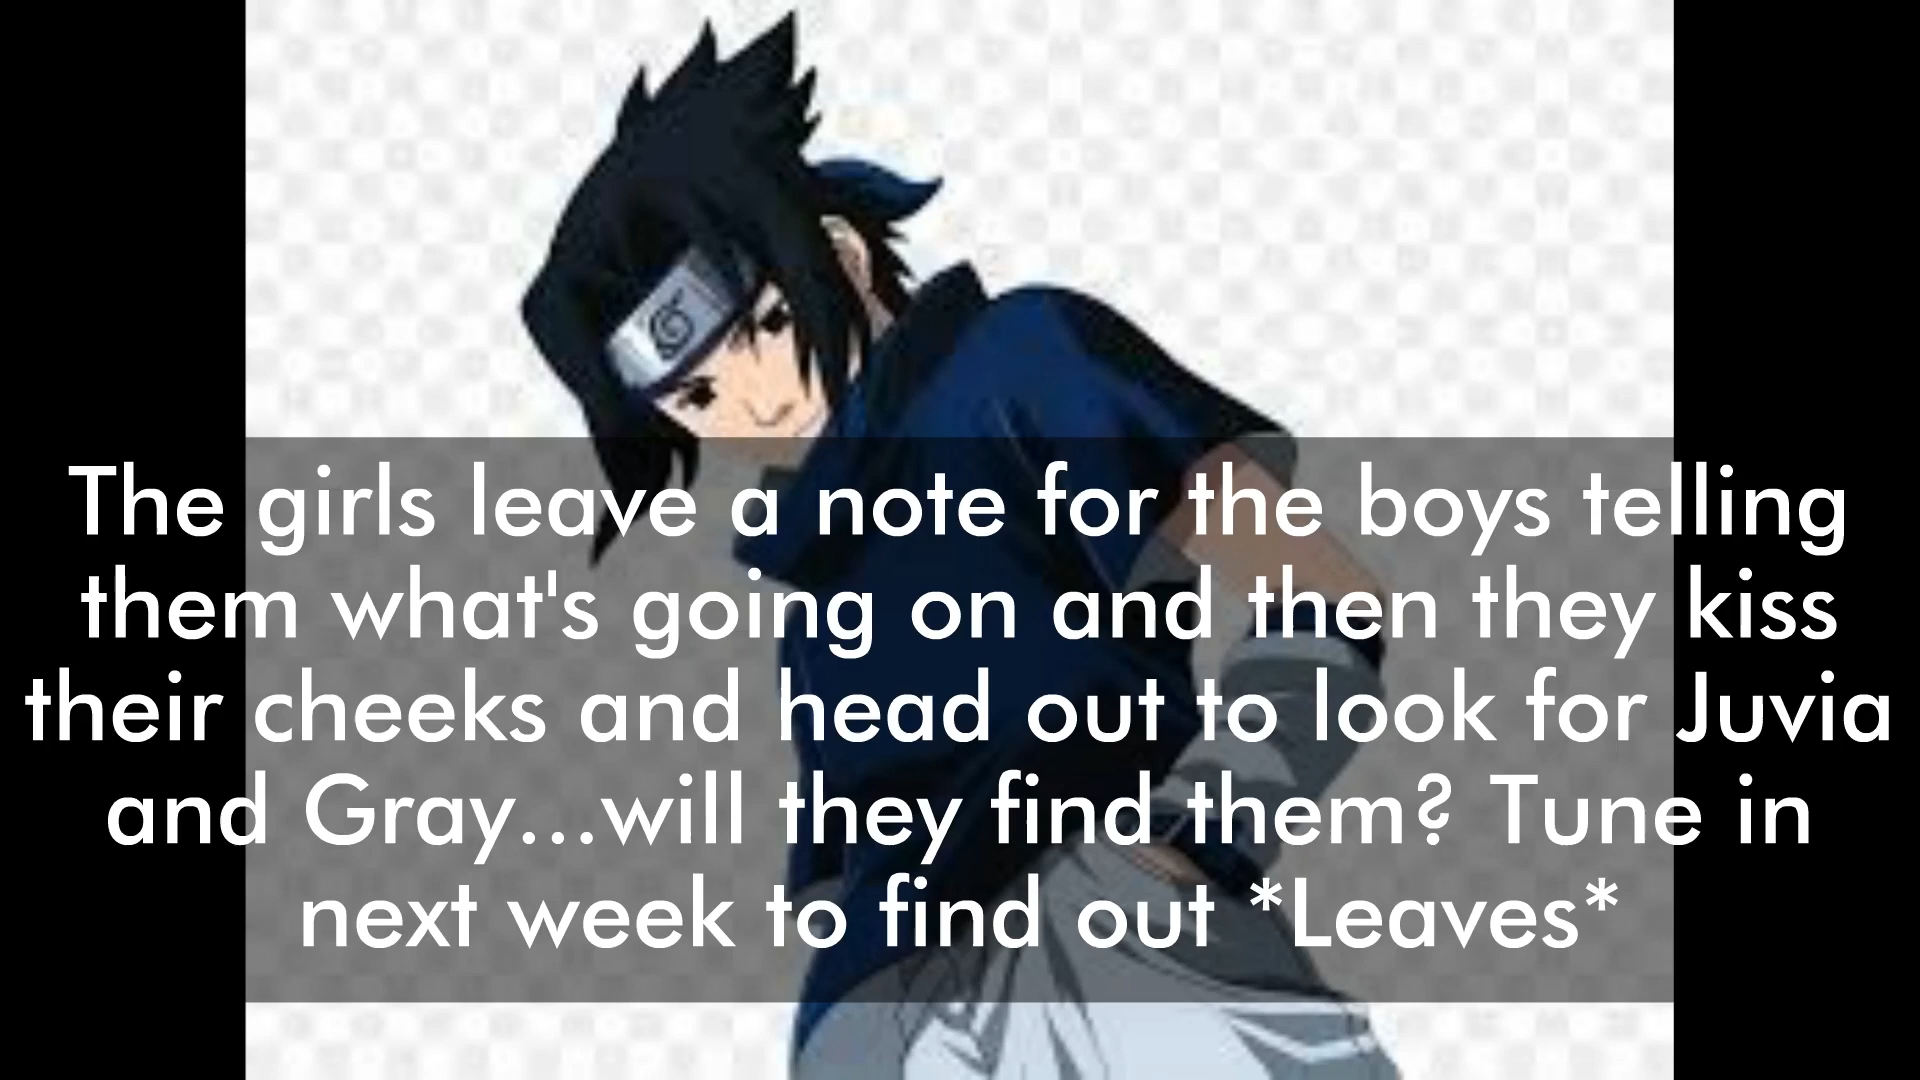 The girls leave a note for the boys telling
them what's going on and then they kiss
their cheeks and head out to look for Juvia
and Gray...will they find them? Tune in
next week to find out *Leaves*